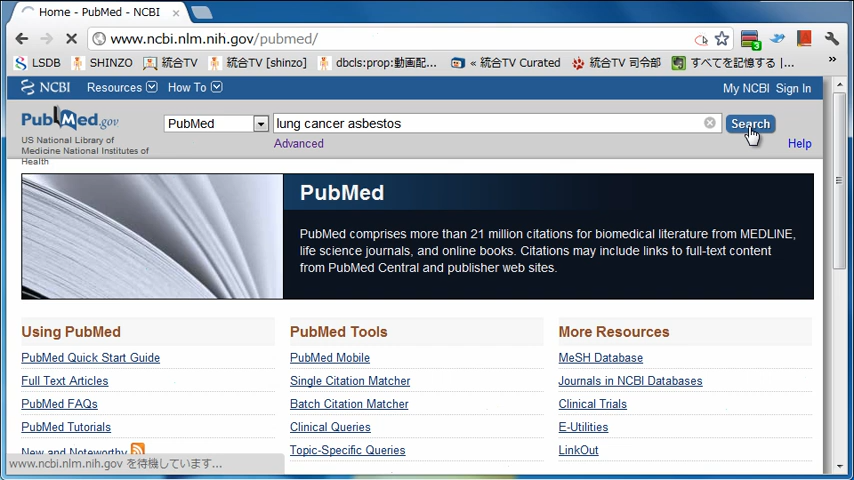 Home - PubMed - NCBI
www.ncbi.nlm.nih.gov/pubmed/
LSDB SHINZO 統合TV 統合TV [shinzo] dbcls:prop:動画配... « 統合TV Curated 統合TV 司令部 すべてを記憶する | ... »
NCBI Resources How To My NCBI Sign In
PubMed.gov PubMed lung cancer asbestos Search
US National Library of
Medicine National Institutes of
Health
Advanced Help
PubMed
PubMed comprises more than 21 million citations for biomedical literature from MEDLINE,
life science journals, and online books. Citations may include links to full-text content
from PubMed Central and publisher web sites.
Using PubMed
PubMed Quick Start Guide
Full Text Articles
PubMed FAQs
PubMed Tutorials
New and Noteworthy
PubMed Tools
PubMed Mobile
Single Citation Matcher
Batch Citation Matcher
Clinical Queries
Topic-Specific Queries
More Resources
MeSH Database
Journals in NCBI Databases
Clinical Trials
E-Utilities
LinkOut
www.ncbi.nlm.nih.gov を待機しています...